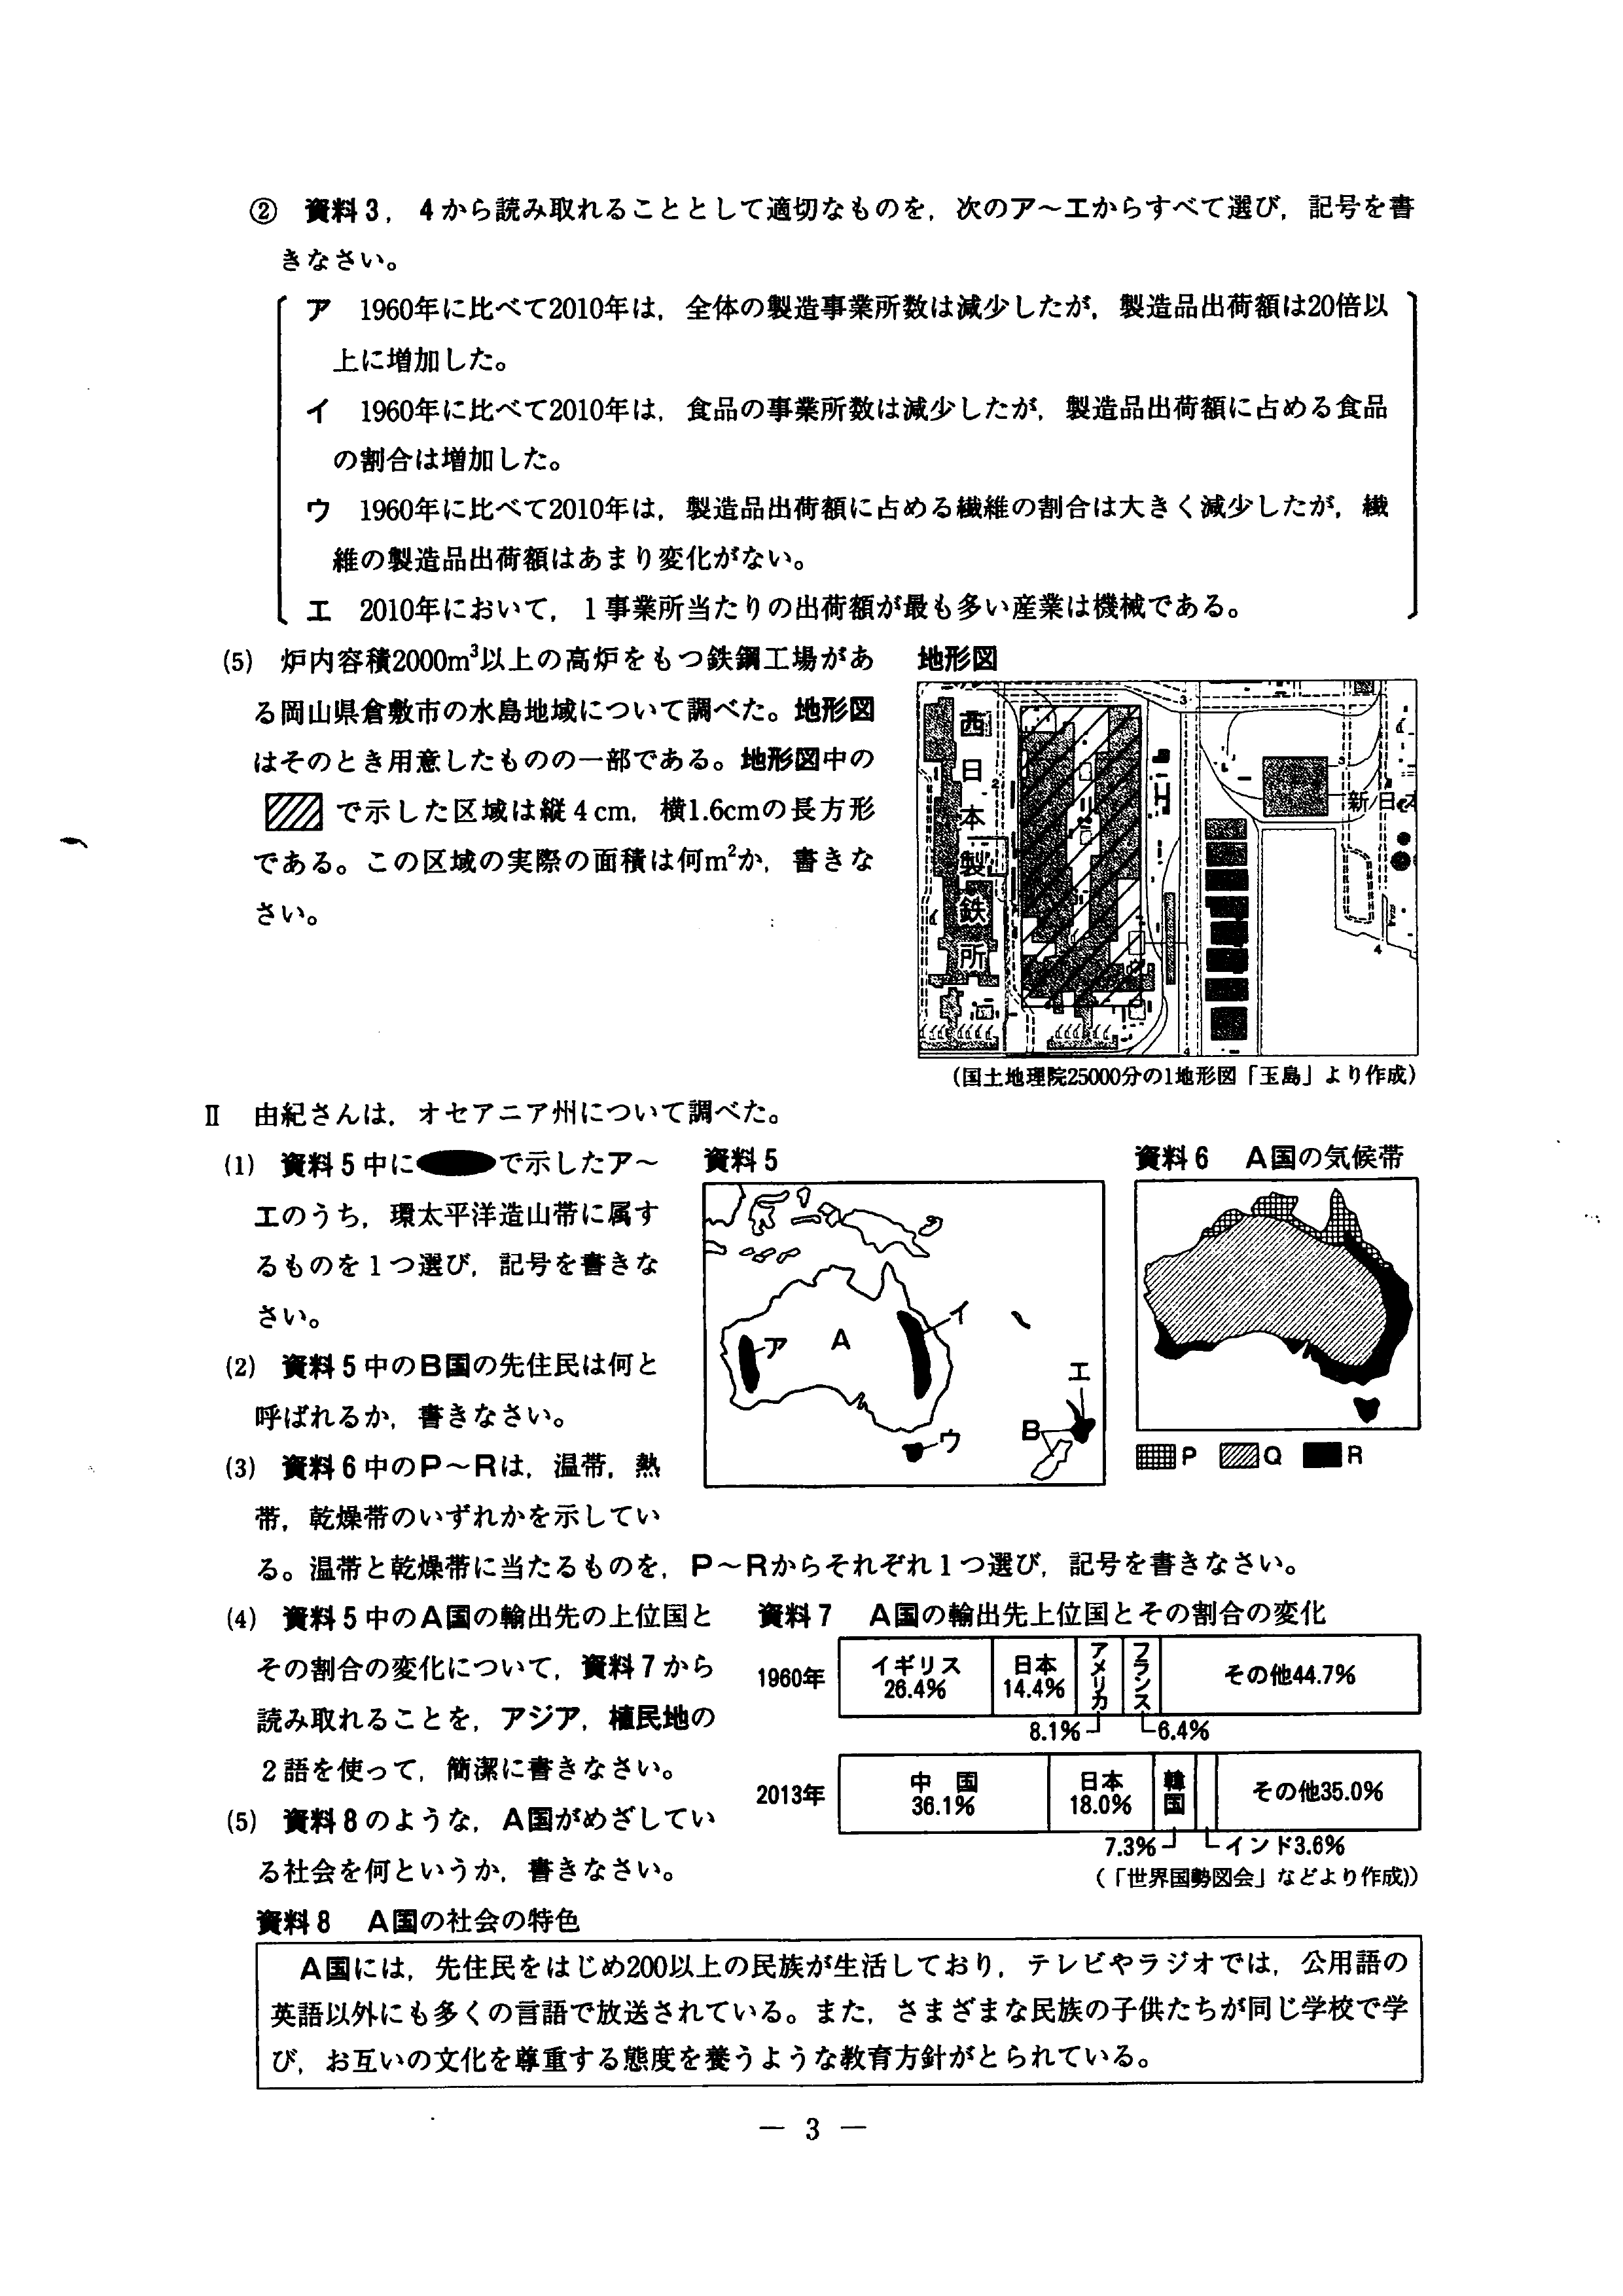 ② 資料3,4から読み取れることとして適切なものを,次のア~エからすべて選び,記号を書
きなさい。
ア 1960年に比べて2010年は,全体の製造事業所数は減少したが,製造品出荷額は20倍以
上に増加した。
イ 1960年に比べて2010年は,食品の事業所数は減少したが,製造品出荷額に占める食品
の割合は増加した。
ウ 1960年に比べて2010年は,製造品出荷額に占める繊維の割合は大きく減少したが,繊
維の製造品出荷額はあまり変化がない。
エ 2010年において,1事業所当たりの出荷額が最も多い産業は機械である。
(5) 炉内容積2000m³以上の高炉をもつ鉄鋼工場があ
る岡山県倉敷市の水島地域について調べた。地形図
はそのとき用意したものの一部である。地形図中の
で示した区域は縦4cm,横1.6cmの長方形
である。この区域の実際の面積は何m²か,書きな
さい。
地形図
西日本製鉄所
新日
(国土地理院25000分の1地形図「玉島」より作成)
Ⅱ 由紀さんは,オセアニア州について調べた。
(1) 資料5中に で示したア~
エのうち,環太平洋造山帯に属す
るものを1つ選び,記号を書きな
さい。
(2) 資料5中のB国の先住民は何と
呼ばれるか,書きなさい。
(3) 資料6中のP~Rは,温帯,熱
帯,乾燥帯のいずれかを示してい
る。温帯と乾燥帯に当たるものを,P~Rからそれぞれ1つ選び,記号を書きなさい。
資料5
ア
A
イ
ウ
エ
B
資料6 A国の気候帯
P Q R
(4) 資料5中のA国の輸出先の上位国と
その割合の変化について,資料7から
読み取れることを,アジア,植民地の
2語を使って,簡潔に書きなさい。
(5) 資料8のような,A国がめざしてい
る社会を何というか,書きなさい。
資料7 A国の輸出先上位国とその割合の変化
1960年
イギリス 26.4%
日本 14.4%
アメリカ
フランス
その他44.7%
8.1%
6.4%
2013年
中国 36.1%
日本 18.0%
韓国
その他35.0%
7.3%
インド3.6%
(「世界国勢図会」などより作成))
資料8 A国の社会の特色
A国には,先住民をはじめ200以上の民族が生活しており,テレビやラジオでは,公用語の
英語以外にも多くの言語で放送されている。また,さまざまな民族の子供たちが同じ学校で学
び,お互いの文化を尊重する態度を養うような教育方針がとられている。
— 3 —